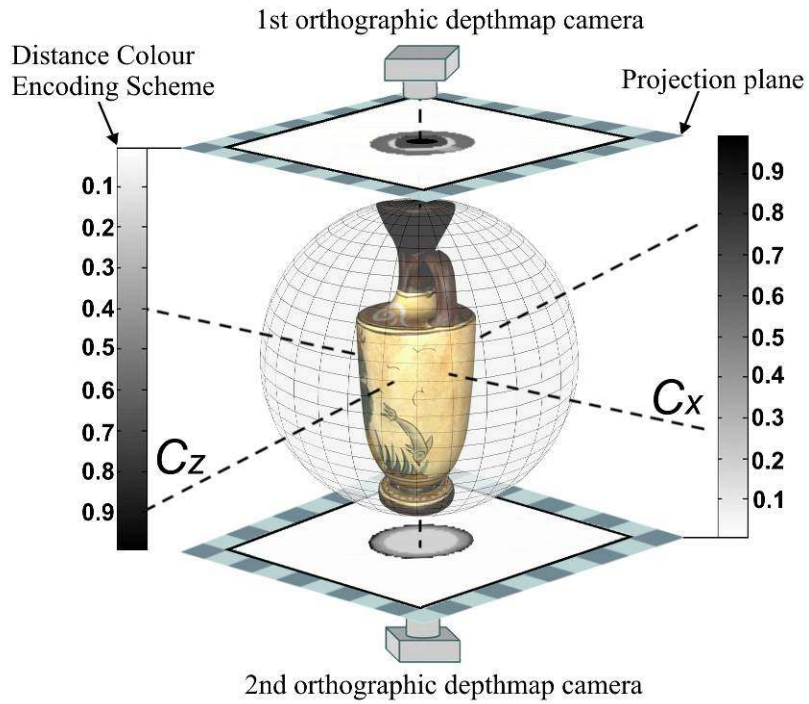 1st orthographic depthmap camera
Distance Colour
Encoding Scheme
Projection plane
0.1
0.2
0.3
0.4
0.5
0.6
0.7
0.8
0.9
Cz
Cx
0.9
0.8
0.7
0.6
0.5
0.4
0.3
0.2
0.1
2nd orthographic depthmap camera